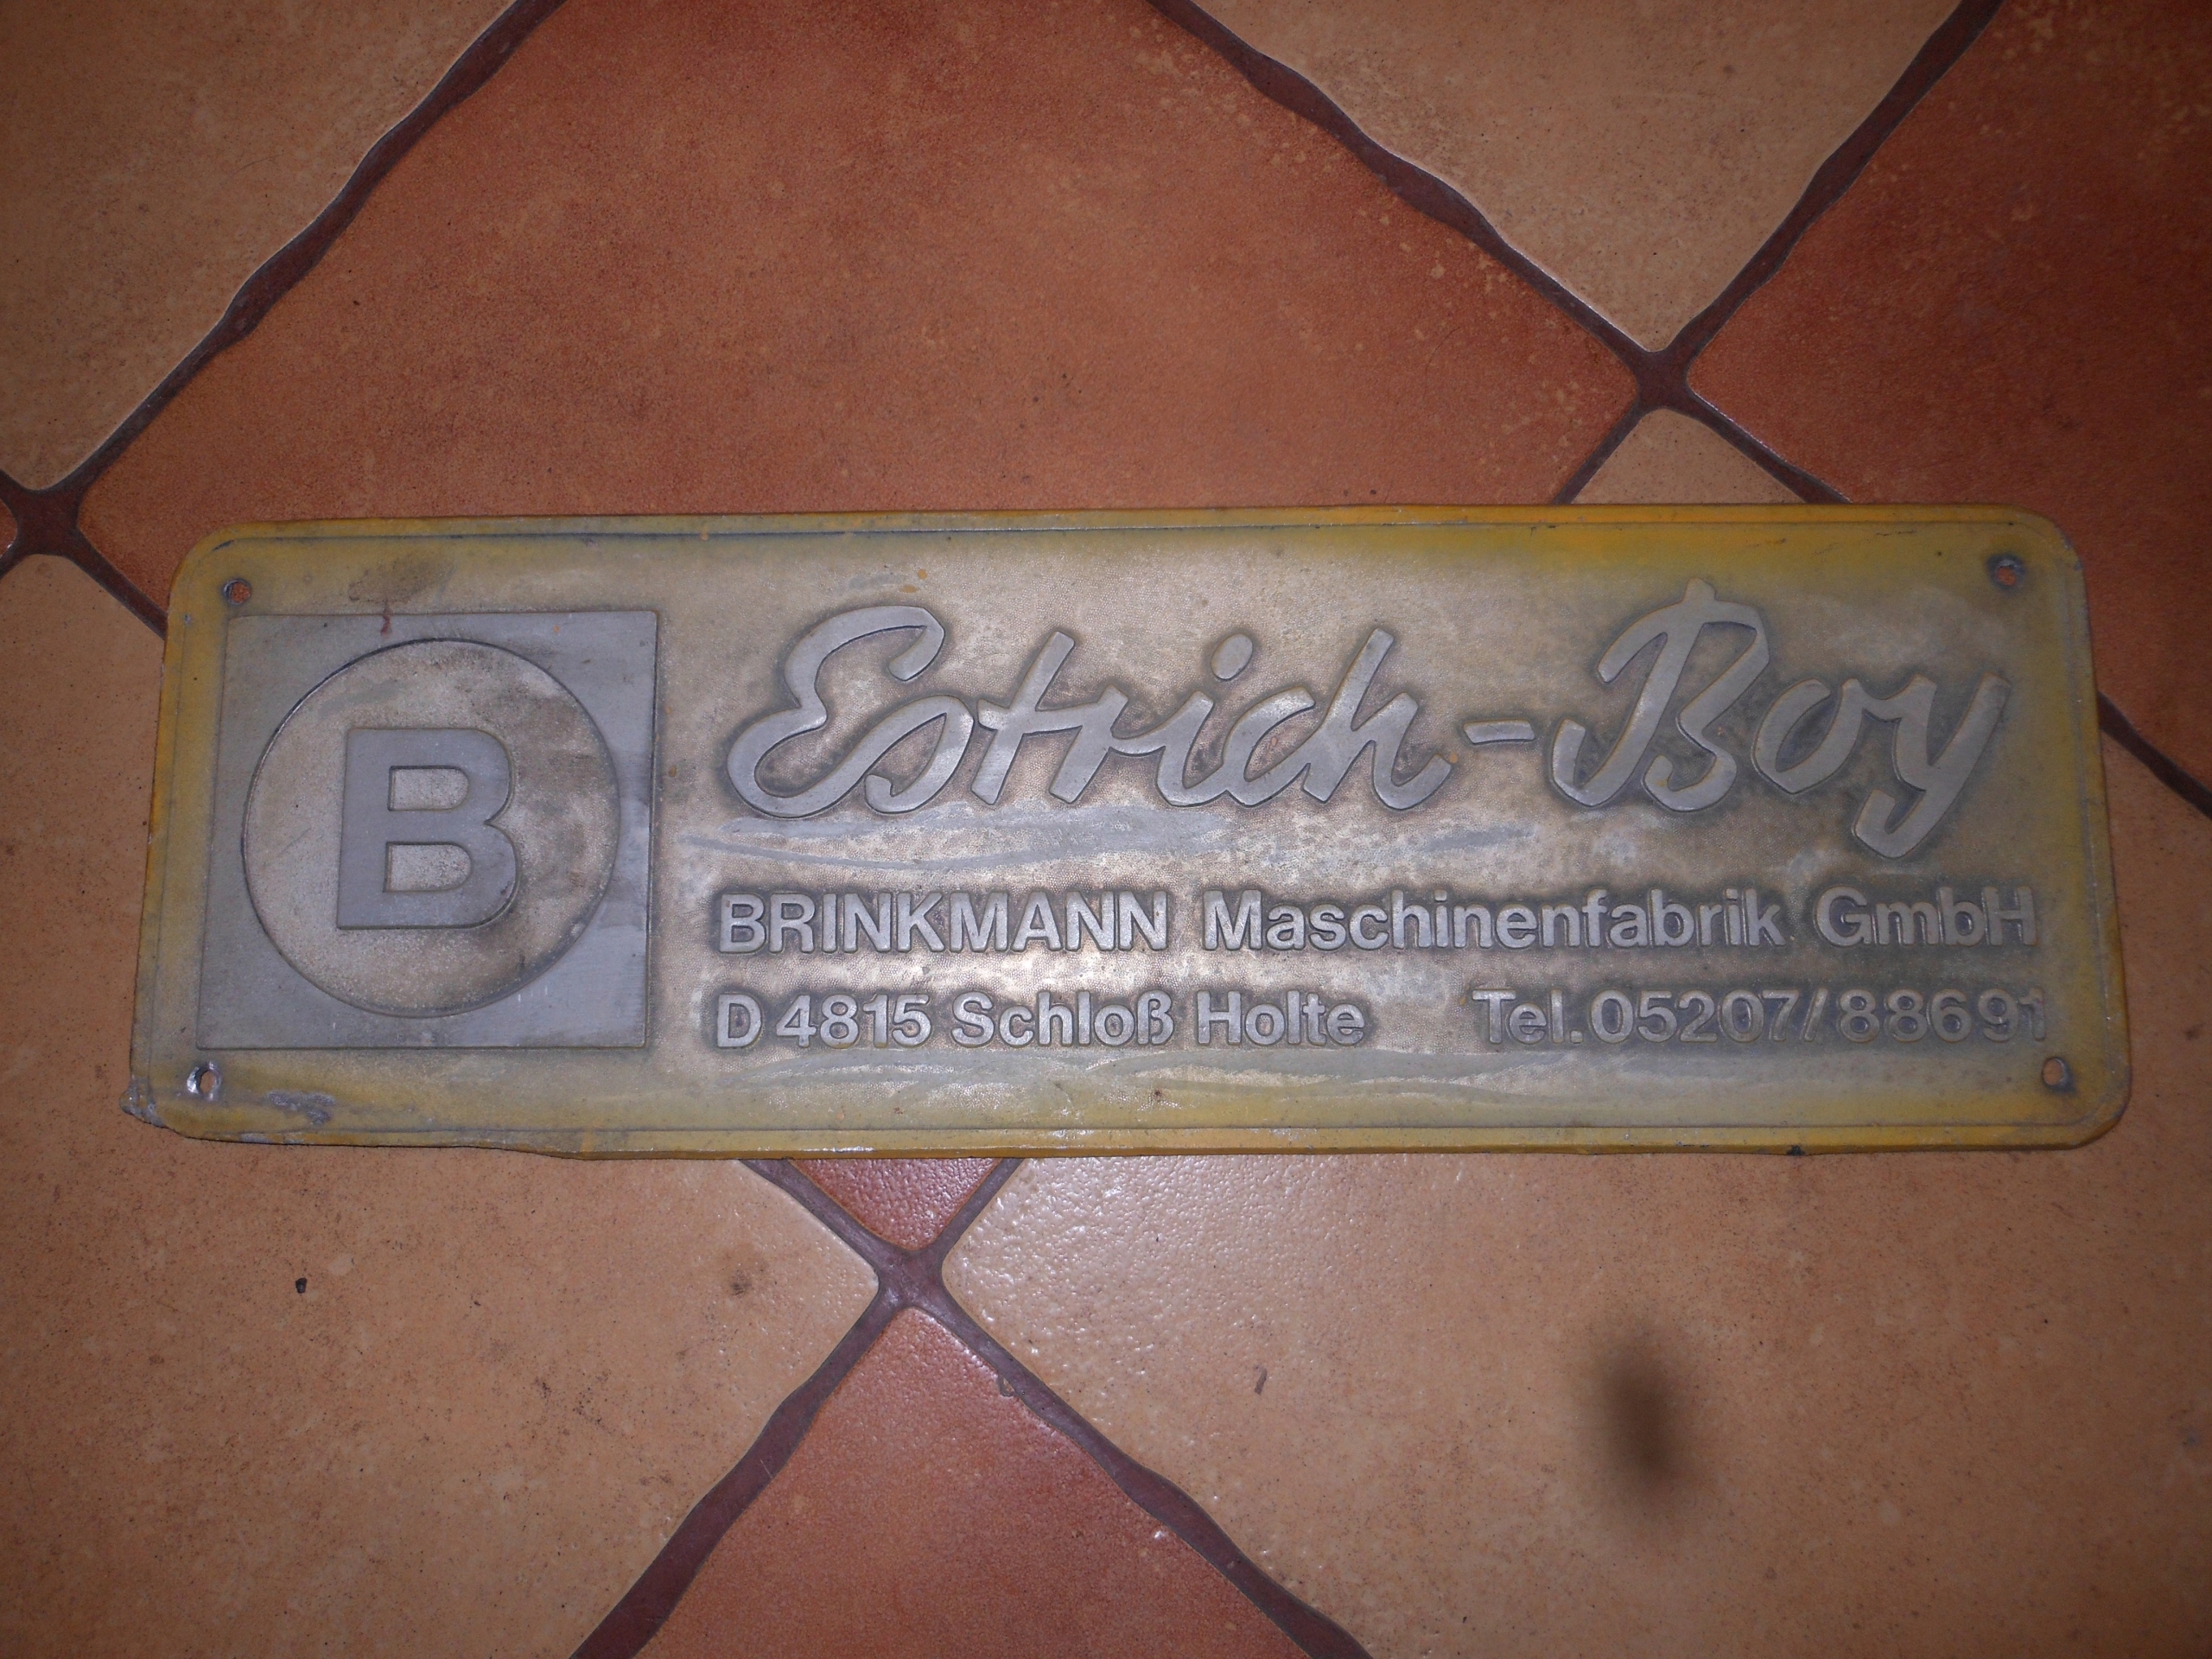 B
Estrich-Boy
BRINKMANN Maschinenfabrik GmbH
D 4815 Schloß Holte Tel. 05207/88691